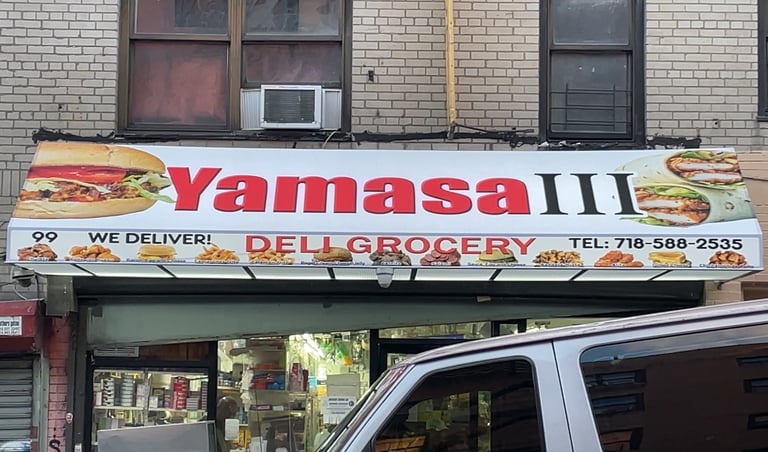 Yamasa III
99 WE DELIVER! DELI GROCERY TEL: 718-588-2535